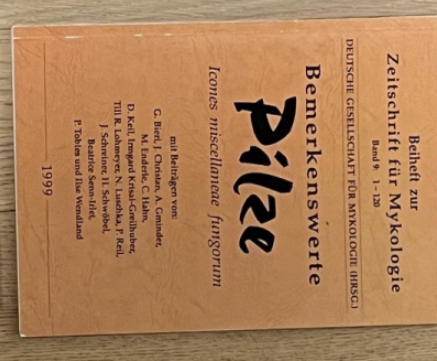 Beiheft zur
Zeitschrift für Mykologie
Band 9: 1 – 120
DEUTSCHE GESELLSCHAFT FÜR MYKOLOGIE (HRSG.)
Bemerkenswerte
Pilze
Icones miscellaneae fungorum
mit Beiträgen von:
G. Bieri, J. Christan, A. Gminder,
M. Enderle, C. Hahn,
D. Keil, Irmgard Krisai-Greilhuber,
Till R. Lohmeyer, N. Luschka, P. Reil,
J. Schreiner, H. Schwöbel,
Beatrice Senn-Irlet,
P. Tobies und Ilse Wendland
1999